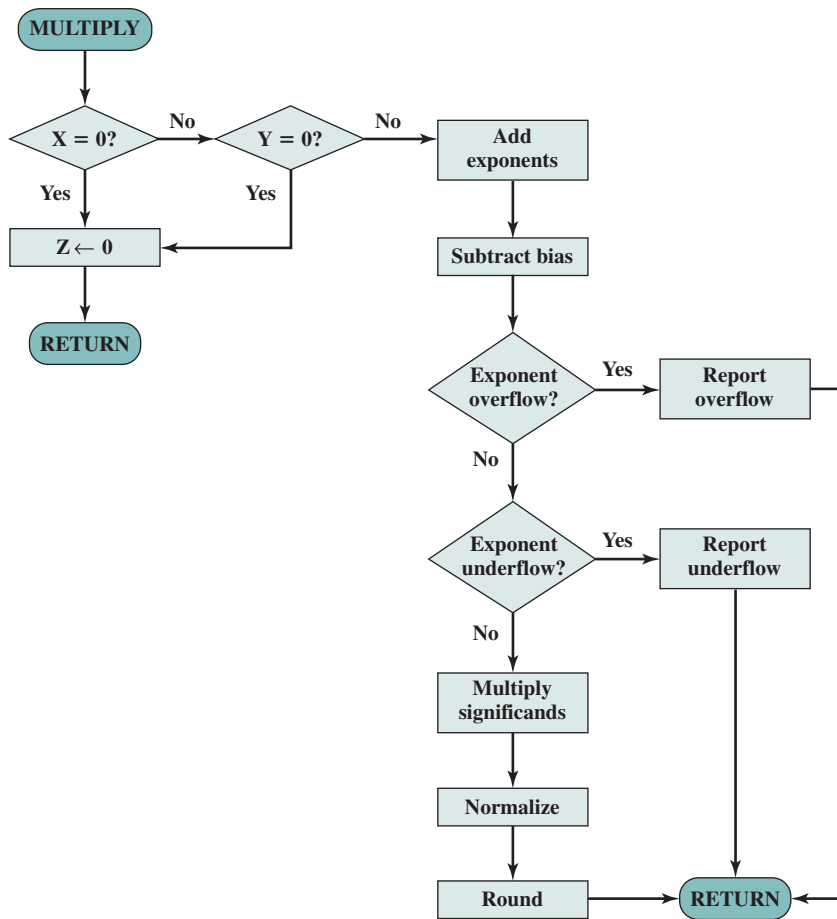 MULTIPLY
X = 0?
No
Y = 0?
No
Add
exponents
Yes
Yes
Z ← 0
Subtract bias
RETURN
Exponent
overflow?
Yes
Report
overflow
No
Exponent
underflow?
Yes
Report
underflow
No
Multiply
significands
Normalize
Round
RETURN